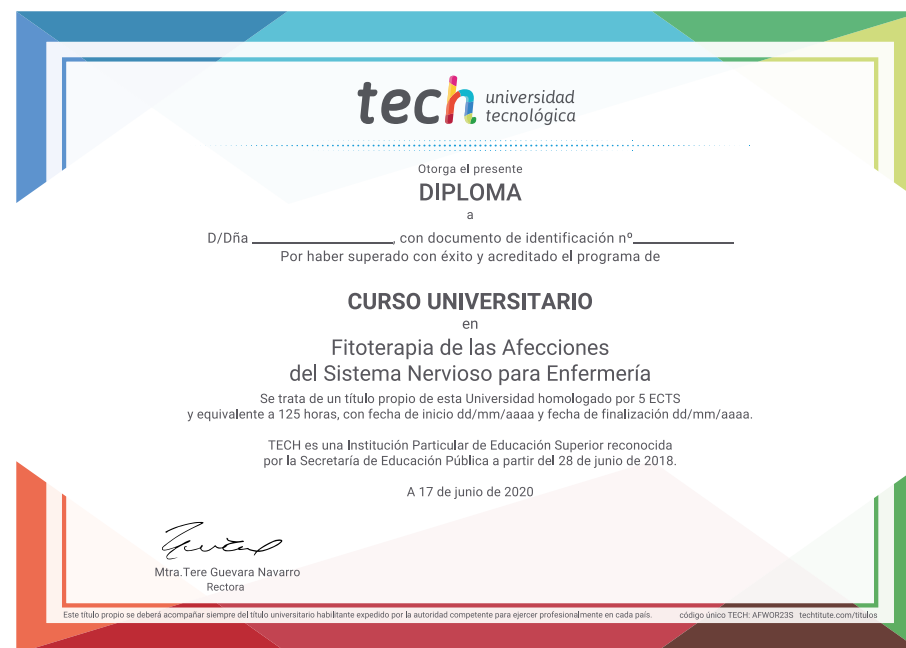 tech universidad
tecnológica
Otorga el presente
DIPLOMA
a
D/Dña ____________________, con documento de identificación nº______________
Por haber superado con éxito y acreditado el programa de
CURSO UNIVERSITARIO
en
Fitoterapia de las Afecciones
del Sistema Nervioso para Enfermería
Se trata de un título propio de esta Universidad homologado por 5 ECTS
y equivalente a 125 horas, con fecha de inicio dd/mm/aaaa y fecha de finalización dd/mm/aaaa.
TECH es una Institución Particular de Educación Superior reconocida
por la Secretaría de Educación Pública a partir del 28 de junio de 2018.
A 17 de junio de 2020
Mtra.Tere Guevara Navarro
Rectora
Este título propio se deberá acompañar siempre del título universitario habilitante expedido por la autoridad competente para ejercer profesionalmente en cada país. código único TECH: AFWOR23S techtitute.com/titulos